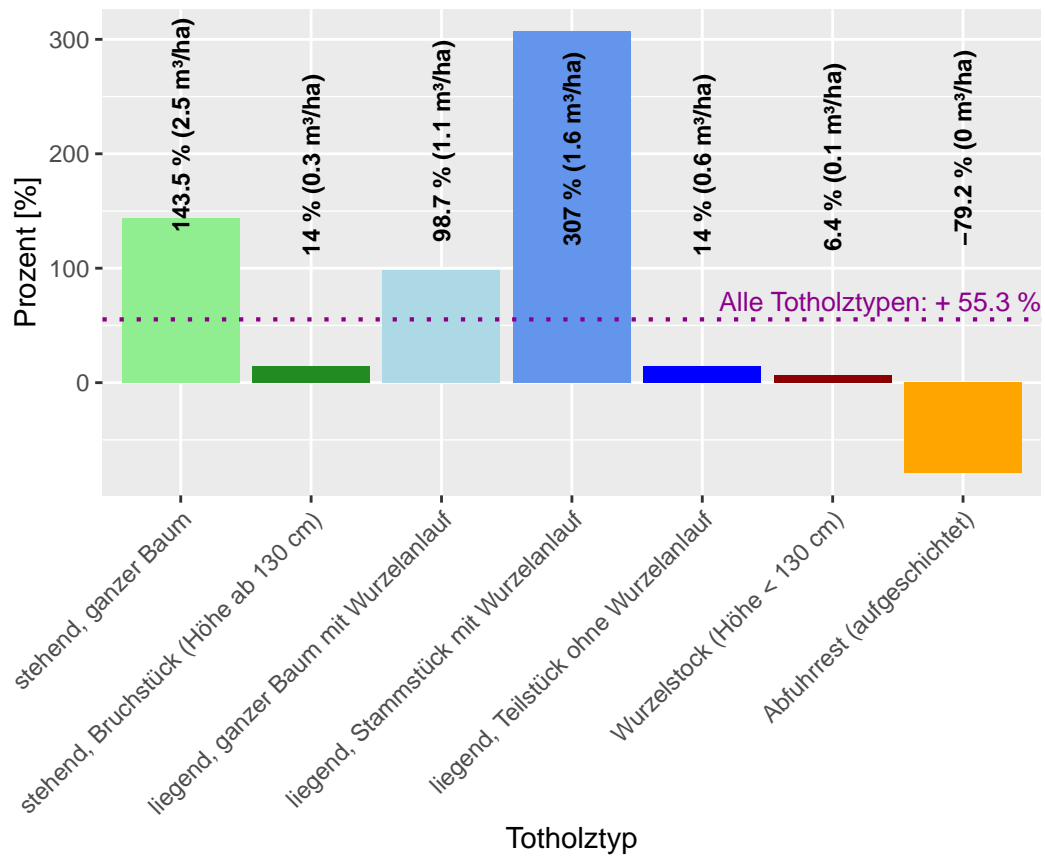 Prozent [%]
300
200
100
0
143.5 % (2.5 m³/ha)
14 % (0.3 m³/ha)
98.7 % (1.1 m³/ha)
307 % (1.6 m³/ha)
14 % (0.6 m³/ha)
6.4 % (0.1 m³/ha)
−79.2 % (0 m³/ha)
Alle Totholztypen: + 55.3 %
stehend, ganzer Baum
stehend, Bruchstück (Höhe ab 130 cm)
liegend, ganzer Baum mit Wurzelanlauf
liegend, Stammstück mit Wurzelanlauf
liegend, Teilstück ohne Wurzelanlauf
Wurzelstock (Höhe < 130 cm)
Abfuhrrest (aufgeschichtet)
Totholztyp